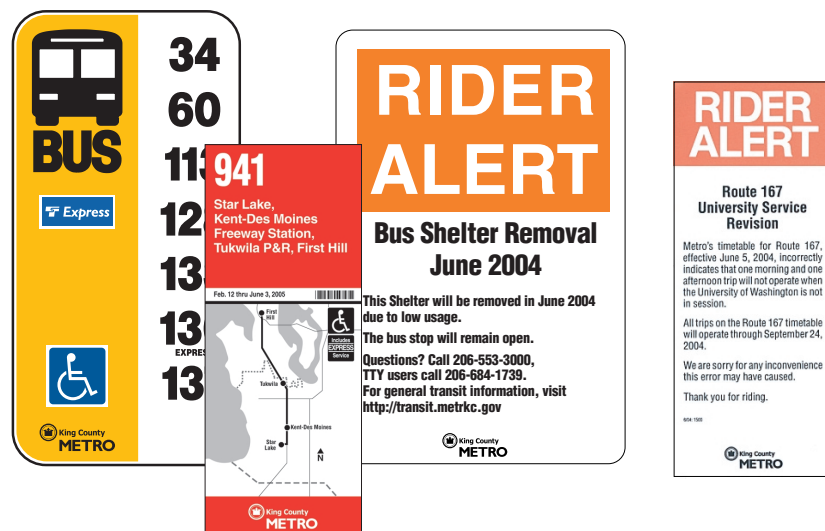 BUS
Express
King County
METRO
34
60
EXPRES
941
Star Lake,
Kent-Des Moines
Freeway Station,
Tukwila P&R, First Hill
Feb. 12 thru June 3, 2005
First
Hill
Includes
EXPRESS
Service
Tukwila
Kent-Des Moines
Star
Lake
N
King County
METRO
RIDER
ALERT
Bus Shelter Removal
June 2004
This Shelter will be removed in June 2004
due to low usage.
The bus stop will remain open.
Questions? Call 206-553-3000,
TTY users call 206-684-1739.
For general transit information, visit
http://transit.metrkc.gov
King County
METRO
RIDER
ALERT
Route 167
University Service
Revision
Metro's timetable for Route 167,
effective June 5, 2004, incorrectly
indicates that one morning and one
afternoon trip will not operate when
the University of Washington is not
in session.
All trips on the Route 167 timetable
will operate through September 24,
2004.
We are sorry for any inconvenience
this error may have caused.
Thank you for riding.
King County
METRO